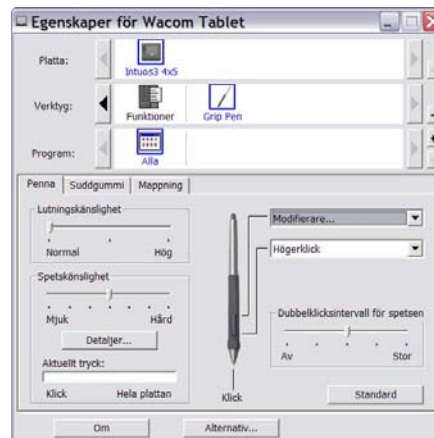 Egenskaper för Wacom Tablet
Platta:
Intuos3 4x5
Verktyg:
Funktioner Grip Pen
Program:
Alla
Penna Suddgummi Mappning
Lutningskänslighet
Normal Hög
Spetskänslighet
Mjuk Hård
Detaljer...
Aktuellt tryck:
Klick Hela plattan
Modifierare...
Högerklick
Klick
Dubbelklicksintervall för spetsen
Av Stor
Standard
Om Alternativ...